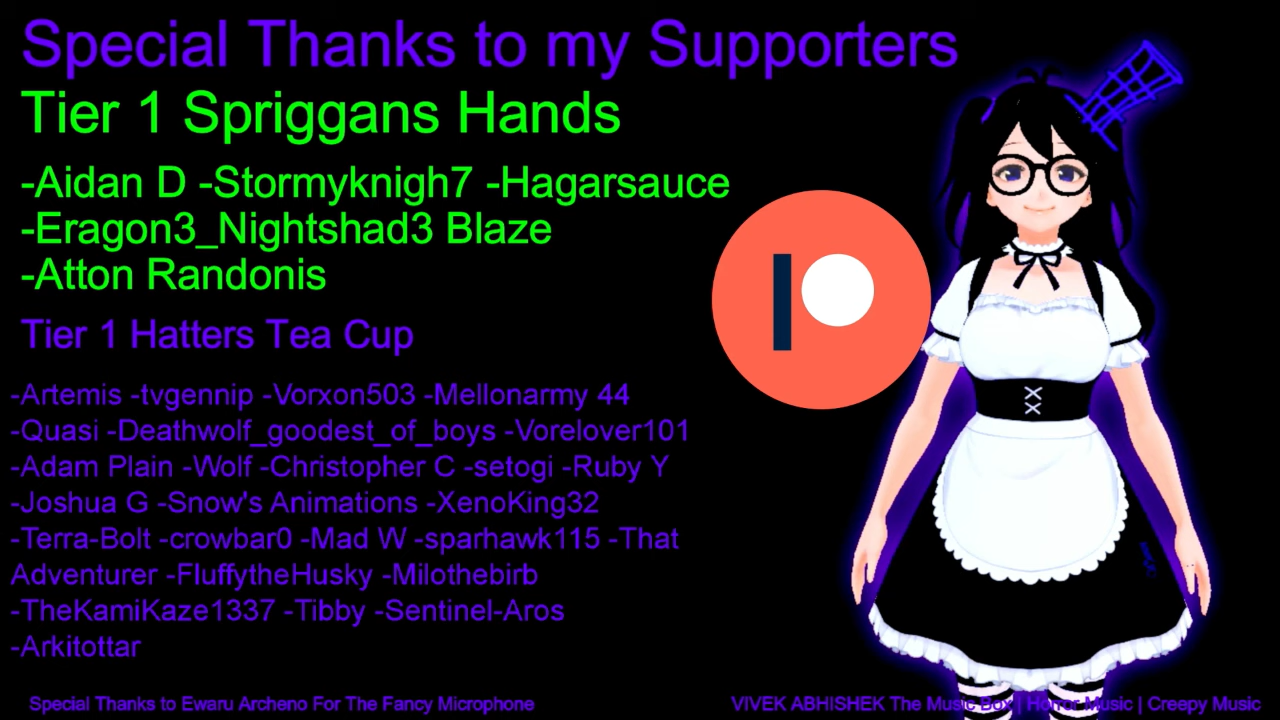 Special Thanks to my Supporters
Tier 1 Spriggans Hands
-Aidan D -Stormyknigh7 -Hagarsauce
-Eragon3_Nightshad3 Blaze
-Atton Randonis
Tier 1 Hatters Tea Cup
-Artemis -tvgennip -Vorxon503 -Mellonarmy 44
-Quasi -Deathwolf_goodest_of_boys -Vorelover101
-Adam Plain -Wolf -Christopher C -setogi -Ruby Y
-Joshua G -Snow's Animations -XenoKing32
-Terra-Bolt -crowbar0 -Mad W -sparhawk115 -That
Adventurer -FluffytheHusky -Milothebirb
-TheKamiKaze1337 -Tibby -Sentinel-Aros
-Arkitottar
Special Thanks to Ewaru Archeno For The Fancy Microphone
VIVEK ABHISHEK The Music Box | Horror Music | Creepy Music